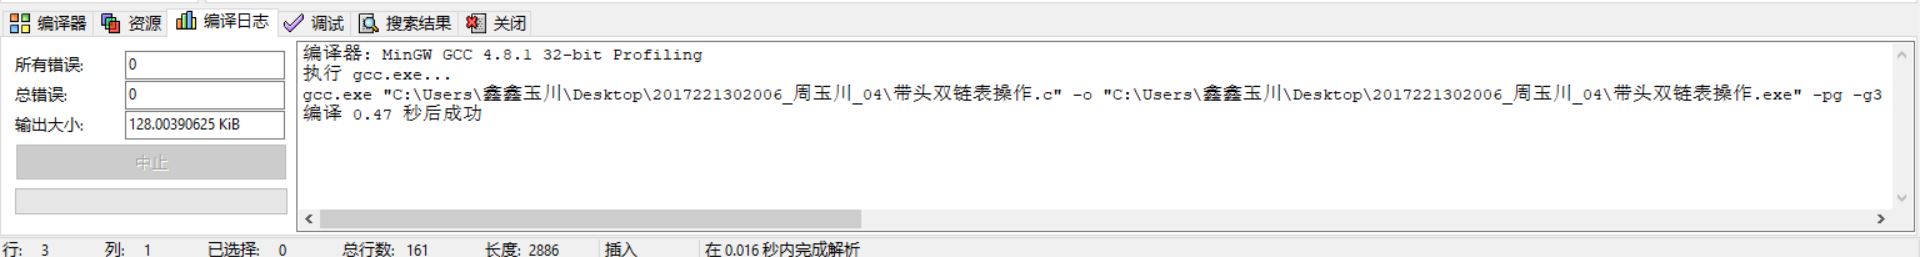 编译器 资源 编译日志 调试 搜索结果 关闭
所有错误: 0
总错误: 0
输出大小: 128.00390625 KiB
中止
编译器: MinGW GCC 4.8.1 32-bit Profiling
执行 gcc.exe...
gcc.exe "C:\Users\鑫鑫玉川\Desktop\2017221302006_周玉川_04\带头双链表操作.c" -o "C:\Users\鑫鑫玉川\Desktop\2017221302006_周玉川_04\带头双链表操作.exe" -pg -g3
编译 0.47 秒后成功
行: 3 列: 1 已选择: 0 总行数: 161 长度: 2886 插入 在 0.016 秒内完成解析